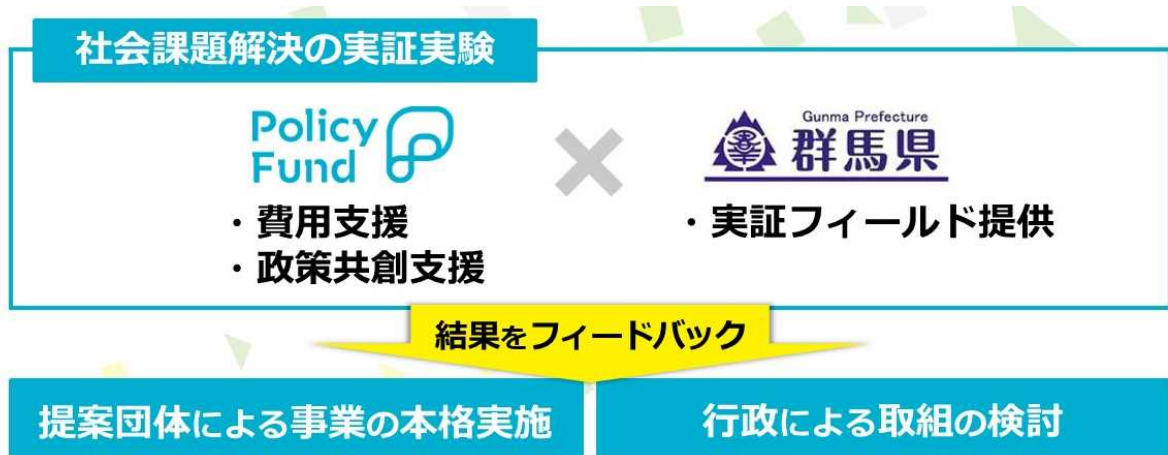 社会課題解決の実証実験
Policy
Fund
Gunma Prefecture
群馬県
・費用支援
・政策共創支援
・実証フィールド提供
結果をフィードバック
提案団体による事業の本格実施
行政による取組の検討